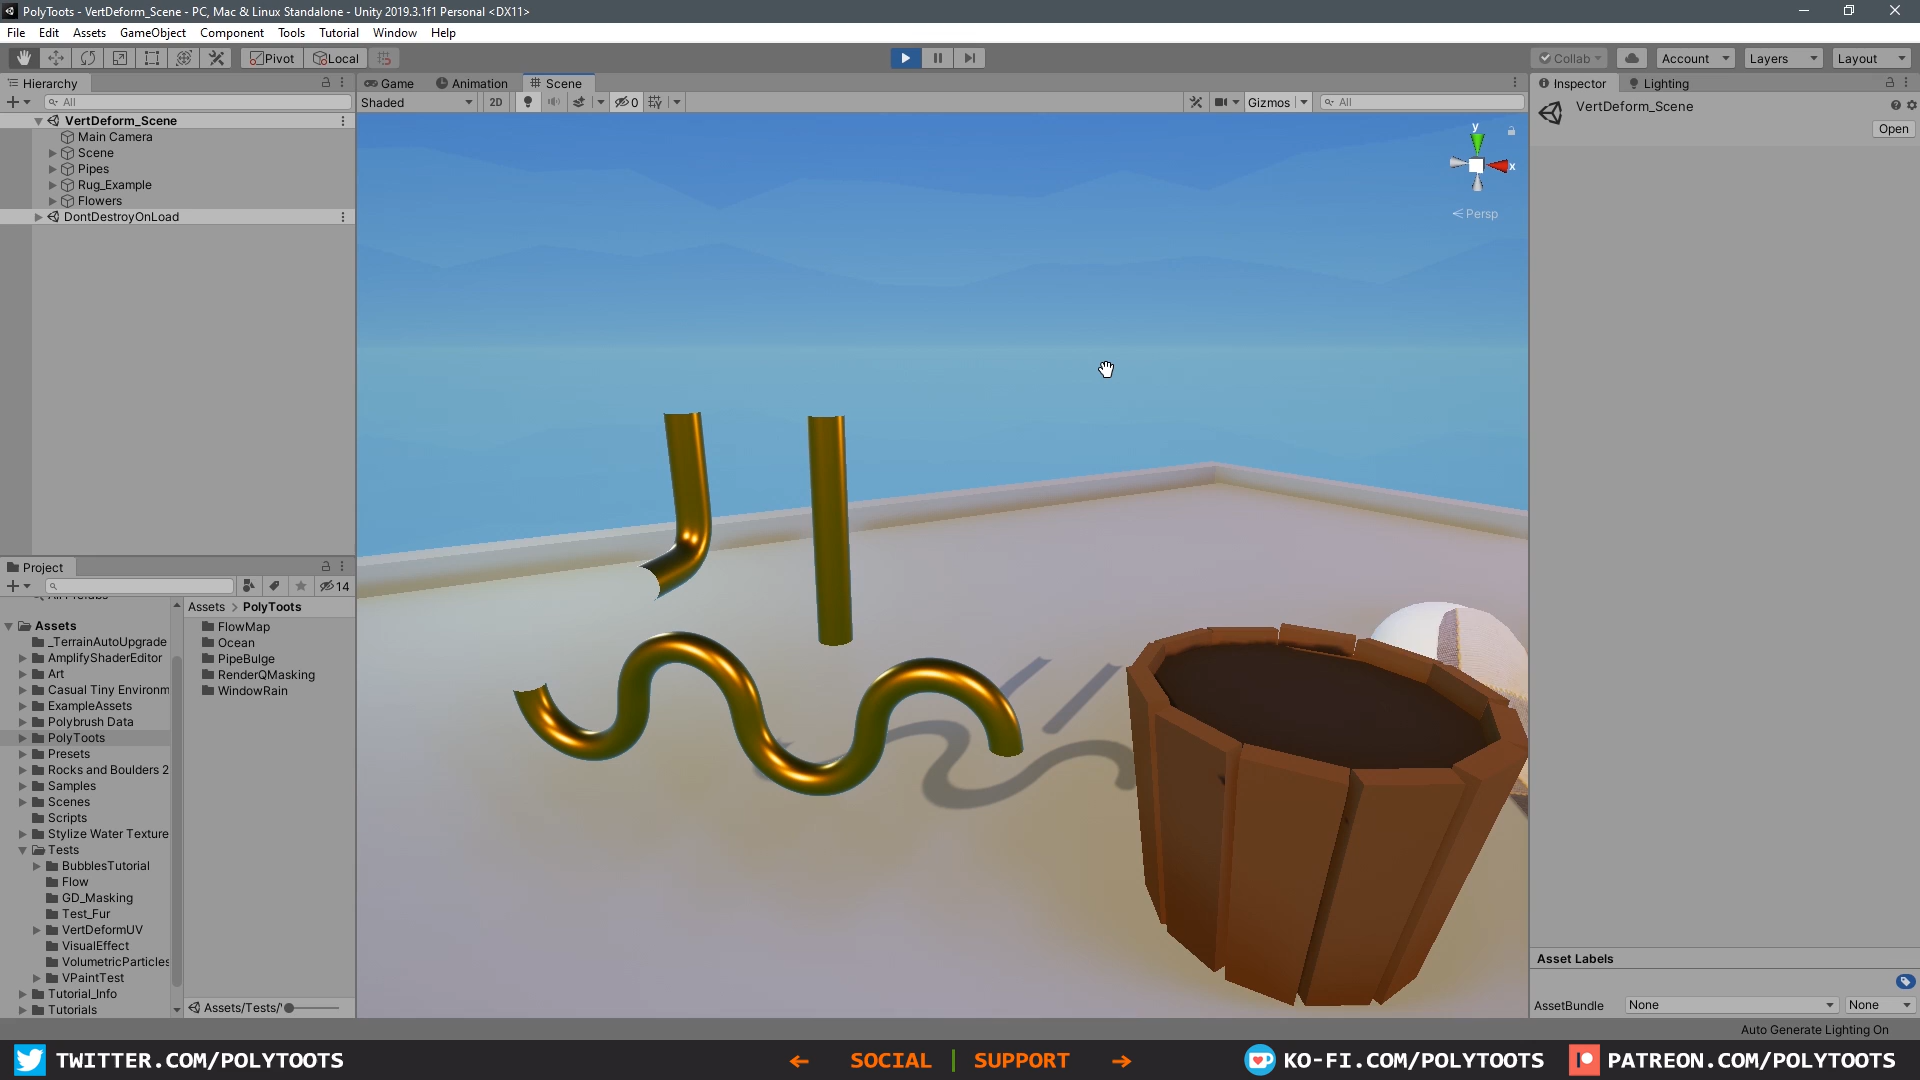 PolyToots - VertDeform_Scene - PC, Mac & Linux Standalone - Unity 2019.3.1f1 Personal <DX11>
File Edit Assets GameObject Component Tools Tutorial Window Help
Pivot Local Collab Account Layers Layout
Hierarchy
All
VertDeform_Scene
Main Camera
Scene
Pipes
Rug_Example
Flowers
DontDestroyOnLoad
Game Animation Scene
Shaded 2D 0 Gizmos All
y
x
Persp
Inspector Lighting
VertDeform_Scene
Open
Project
14
Assets
_TerrainAutoUpgrade
AmplifyShaderEditor
Art
Casual Tiny Environm
ExampleAssets
Polybrush Data
PolyToots
Presets
Rocks and Boulders 2
Samples
Scenes
Scripts
Stylize Water Texture
Tests
BubblesTutorial
Flow
GD_Masking
Test_Fur
VertDeformUV
VisualEffect
VolumetricParticles
VPaintTest
Tutorial_Info
Tutorials
Assets > PolyToots
FlowMap
Ocean
PipeBulge
RenderQMasking
WindowRain
Assets/Tests/'
Asset Labels
AssetBundle None None
Auto Generate Lighting On
TWITTER.COM/POLYTOOTS ← SOCIAL | SUPPORT → KO-FI.COM/POLYTOOTS PATREON.COM/POLYTOOTS